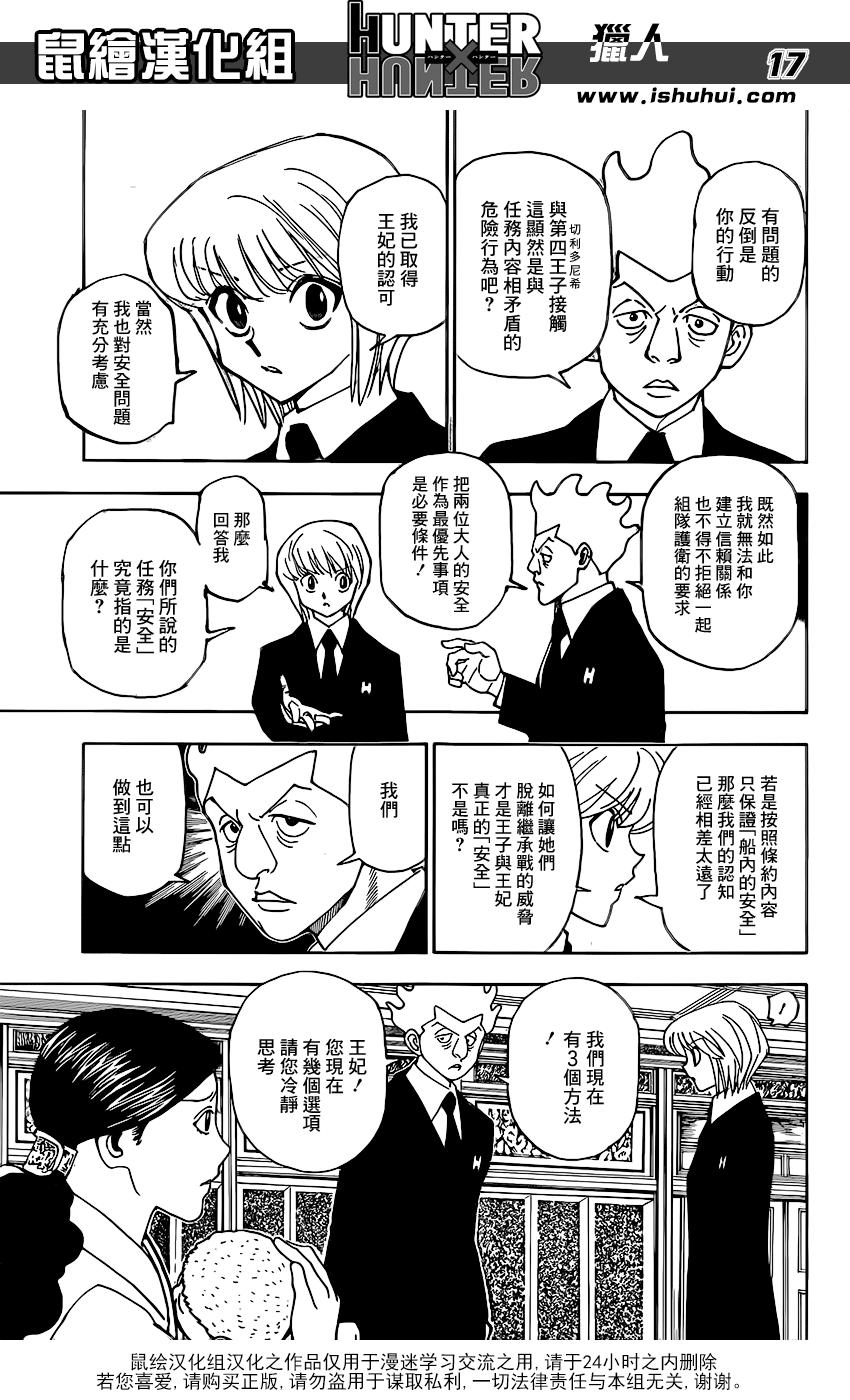 鼠繪漢化組
HUNTER
ハンター×ハンター
HUNTER
獵人
17
www.ishuhui.com
有問題的
反倒是
你的行動
與第四王子接觸
切利多尼希
這顯然是與
任務內容相矛盾的
危險行為吧?
我已取得
王妃的認可
當然
我也對安全問題
有充分考慮
既然如此
我就無法和你
建立信賴關係
也不得不拒絕一起
組隊護衛的要求
把兩位大人的安全
作為最優先事項
是必要條件!
那麼
回答我
你們所說的
任務「安全」
究竟指的是
什麼?
若是按照條約內容
只保證「船內的安全」
那麼我們的認知
已經相差太遠了
如何讓她們
脫離繼承戰的威脅
才是王子與王妃
真正的「安全」
不是嗎?
我們
也可以
做到這點
!
我們現在
有3個方法
!
王妃!
您現在
有幾個選項
請您冷靜
思考
H
H
H
H
鼠绘汉化组汉化之作品仅用于漫迷学习交流之用, 请于24小时之内删除
若您喜爱, 请购买正版, 请勿盗用于谋取私利, 一切法律责任与本组无关, 谢谢。